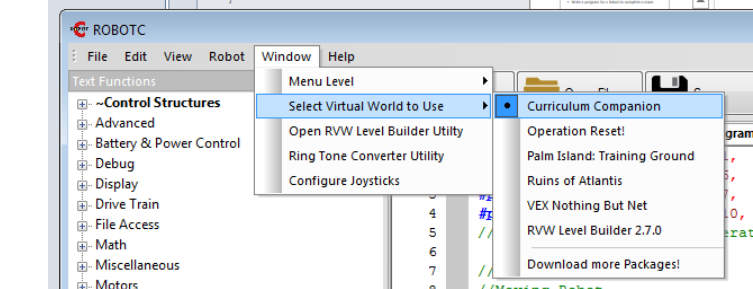 ROBOTC
File Edit View Robot Window Help
Text Functions
~Control Structures
Advanced
Battery & Power Control
Debug
Display
Drive Train
File Access
Math
Miscellaneous
Motors
Menu Level
Select Virtual World to Use
Open RVW Level Builder Utilty
Ring Tone Converter Utility
Configure Joysticks
Curriculum Companion
Operation Reset!
Palm Island: Training Ground
Ruins of Atlantis
VEX Nothing But Net
RVW Level Builder 2.7.0
Download more Packages!
4
5 //
6
7 //